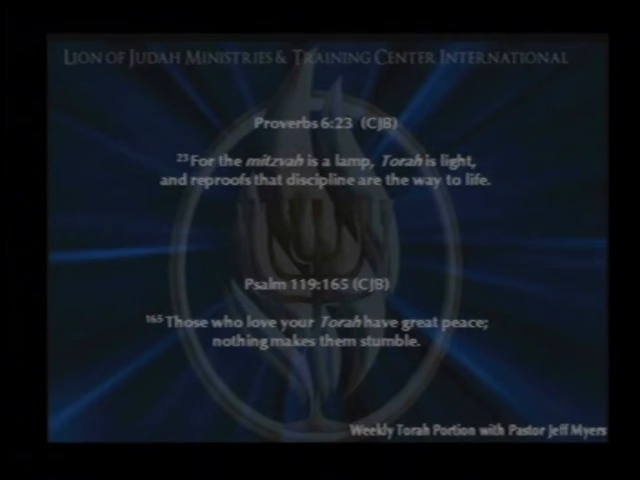 LION OF JUDAH MINISTRIES & TRAINING CENTER INTERNATIONAL
Proverbs 6:23 (CJB)
23 For the mitzvah is a lamp, Torah is light,
and reproofs that discipline are the way to life.
Psalm 119:165 (CJB)
165 Those who love your Torah have great peace;
nothing makes them stumble.
Weekly Torah Portion with Pastor Jeff Myers